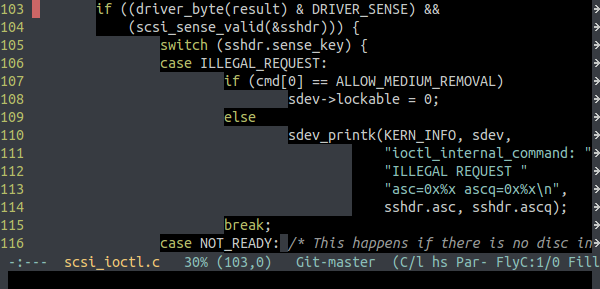 103 if ((driver_byte(result) & DRIVER_SENSE) &&
104 (scsi_sense_valid(&sshdr))) {
105 switch (sshdr.sense_key) {
106 case ILLEGAL_REQUEST:
107 if (cmd[0] == ALLOW_MEDIUM_REMOVAL)
108 sdev->lockable = 0;
109 else
110 sdev_printk(KERN_INFO, sdev,
111 "ioctl_internal_command: "
112 "ILLEGAL REQUEST "
113 "asc=0x%x ascq=0x%x\n",
114 sshdr.asc, sshdr.ascq);
115 break;
116 case NOT_READY: /* This happens if there is no disc in
-:--- scsi_ioctl.c 30% (103,0) Git-master (C/l hs Par- FlyC:1/0 Fill